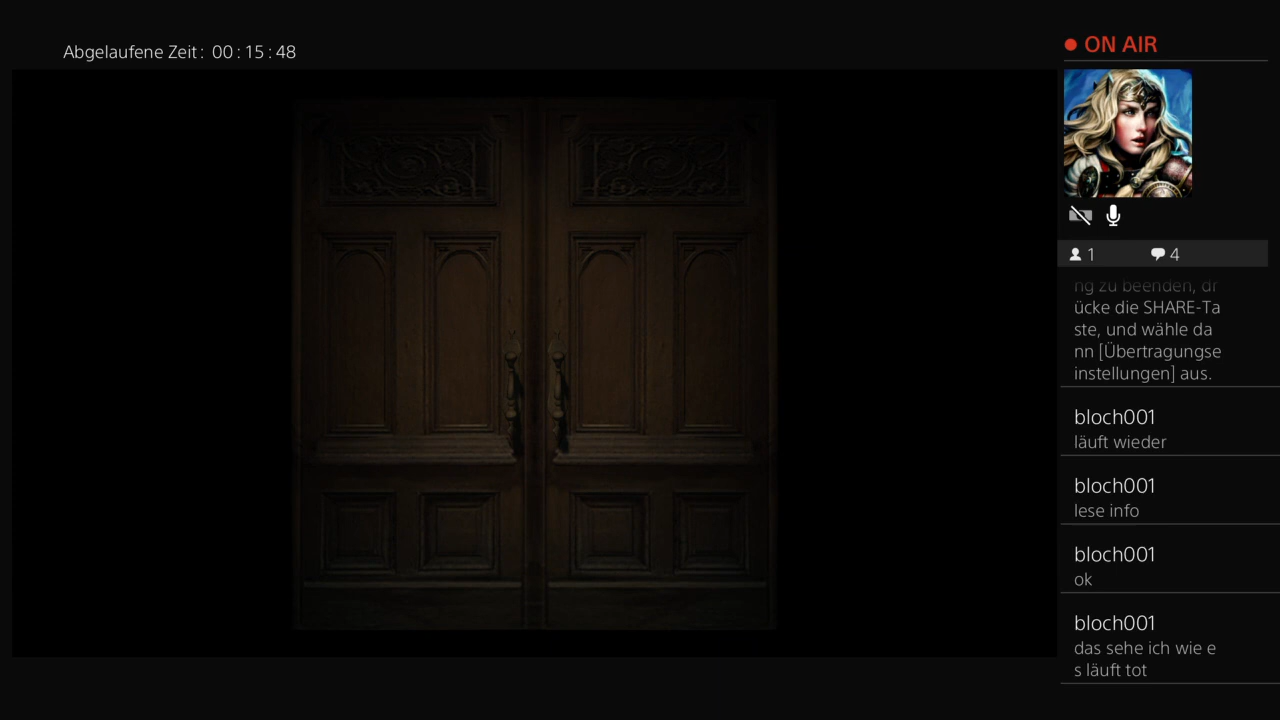 Abgelaufene Zeit: 00:15:48
ON AIR
1 4
ng zu beenden, dr
ücke die SHARE-Ta
ste, und wähle da
nn [Übertragungse
instellungen] aus.
bloch001
läuft wieder
bloch001
lese info
bloch001
ok
bloch001
das sehe ich wie e
s läuft tot